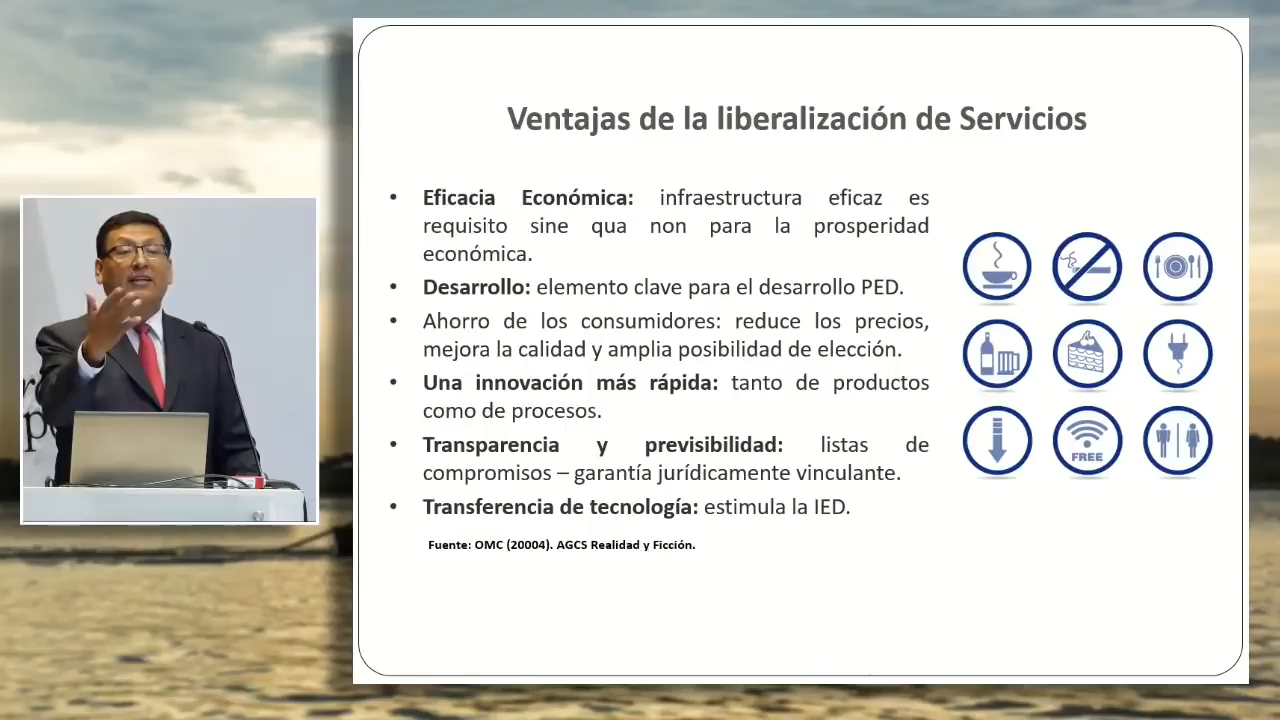 Ventajas de la liberalización de Servicios
• Eficacia Económica: infraestructura eficaz es
requisito sine qua non para la prosperidad
económica.
• Desarrollo: elemento clave para el desarrollo PED.
• Ahorro de los consumidores: reduce los precios,
mejora la calidad y amplia posibilidad de elección.
• Una innovación más rápida: tanto de productos
como de procesos.
• Transparencia y previsibilidad: listas de
compromisos – garantía jurídicamente vinculante.
• Transferencia de tecnología: estimula la IED.
Fuente: OMC (20004). AGCS Realidad y Ficción.
FREE